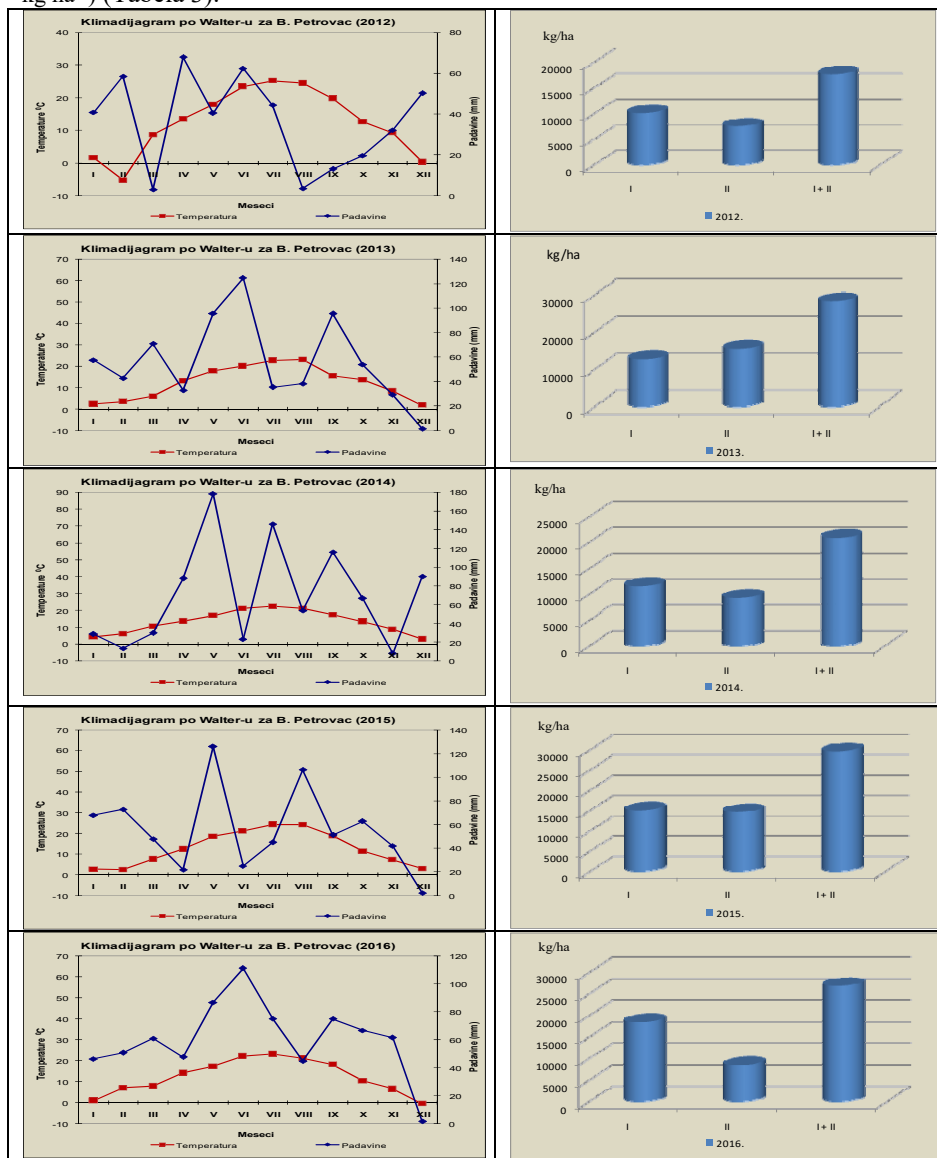 kg ha⁻¹) (Tabela 3).
Klimadijagram po Walter-u za B. Petrovac (2012)
40
30
20
10
0
-10
Temperature ⁰C
80
60
40
20
0
Padavine (mm)
I II III IV V VI VII VIII IX X XI XII
Meseci
Temperatura Padavine
kg/ha
20000
15000
10000
5000
0
I II I + II
2012.
Klimadijagram po Walter-u za B. Petrovac (2013)
70
60
50
40
30
20
10
0
-10
Temperature ⁰C
140
120
100
80
60
40
20
0
Padavine (mm)
I II III IV V VI VII VIII IX X XI XII
Meseci
Temperatura Padavine
kg/ha
30000
20000
10000
0
I II I + II
2013.
Klimadijagram po Walter-u za B. Petrovac (2014)
90
80
70
60
50
40
30
20
10
0
-10
Temperature ⁰C
180
160
140
120
100
80
60
40
20
0
Padavine (mm)
I II III IV V VI VII VIII IX X XI XII
Meseci
Temperatura Padavine
kg/ha
25000
20000
15000
10000
5000
0
I II I + II
2014.
Klimadijagram po Walter-u za B. Petrovac (2015)
70
60
50
40
30
20
10
0
-10
Temperature ⁰C
140
120
100
80
60
40
20
0
Padavine (mm)
I II III IV V VI VII VIII IX X XI XII
Meseci
Temperatura Padavine
kg/ha
30000
25000
20000
15000
10000
5000
0
I II I + II
2015.
Klimadijagram po Walter-u za B. Petrovac (2016)
70
60
50
40
30
20
10
0
-10
Temperature ⁰C
120
100
80
60
40
20
0
Padavine (mm)
I II III IV V VI VII VIII IX X XI XII
Meseci
Temperatura Padavine
kg/ha
30000
25000
20000
15000
10000
5000
0
I II I + II
2016.